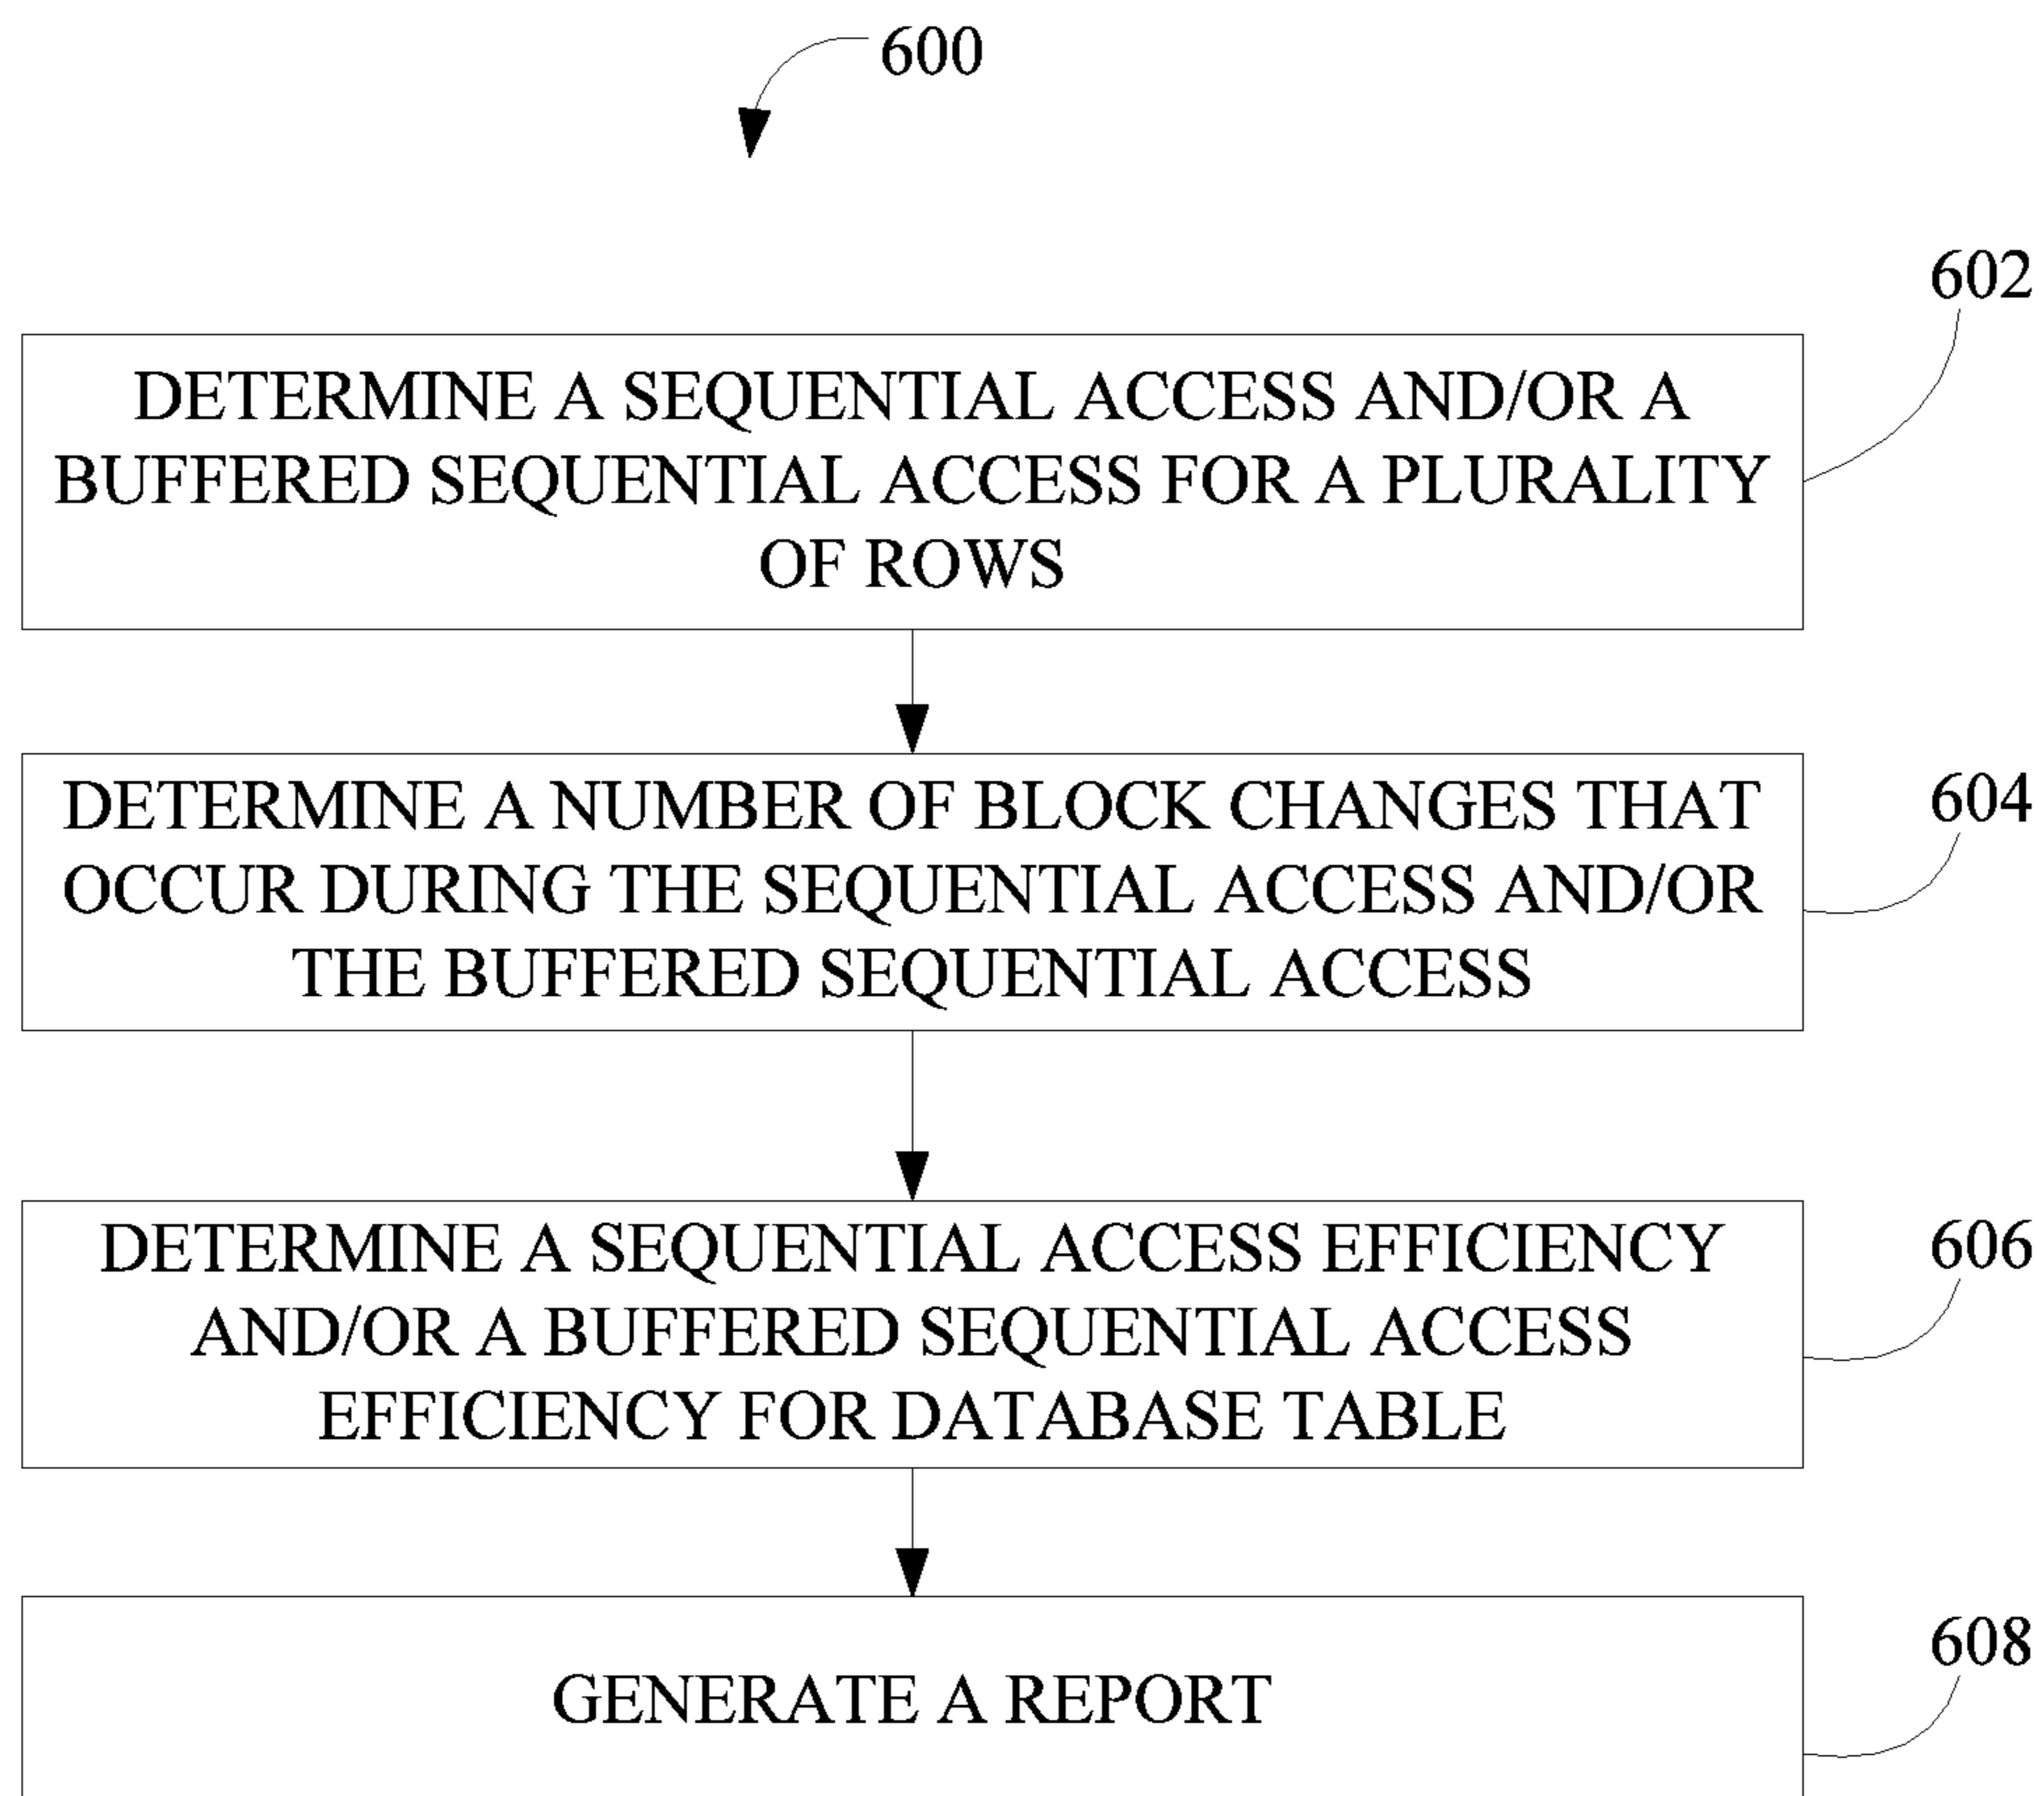 600
602
DETERMINE A SEQUENTIAL ACCESS AND/OR A
BUFFERED SEQUENTIAL ACCESS FOR A PLURALITY
OF ROWS
604
DETERMINE A NUMBER OF BLOCK CHANGES THAT
OCCUR DURING THE SEQUENTIAL ACCESS AND/OR
THE BUFFERED SEQUENTIAL ACCESS
606
DETERMINE A SEQUENTIAL ACCESS EFFICIENCY
AND/OR A BUFFERED SEQUENTIAL ACCESS
EFFICIENCY FOR DATABASE TABLE
608
GENERATE A REPORT